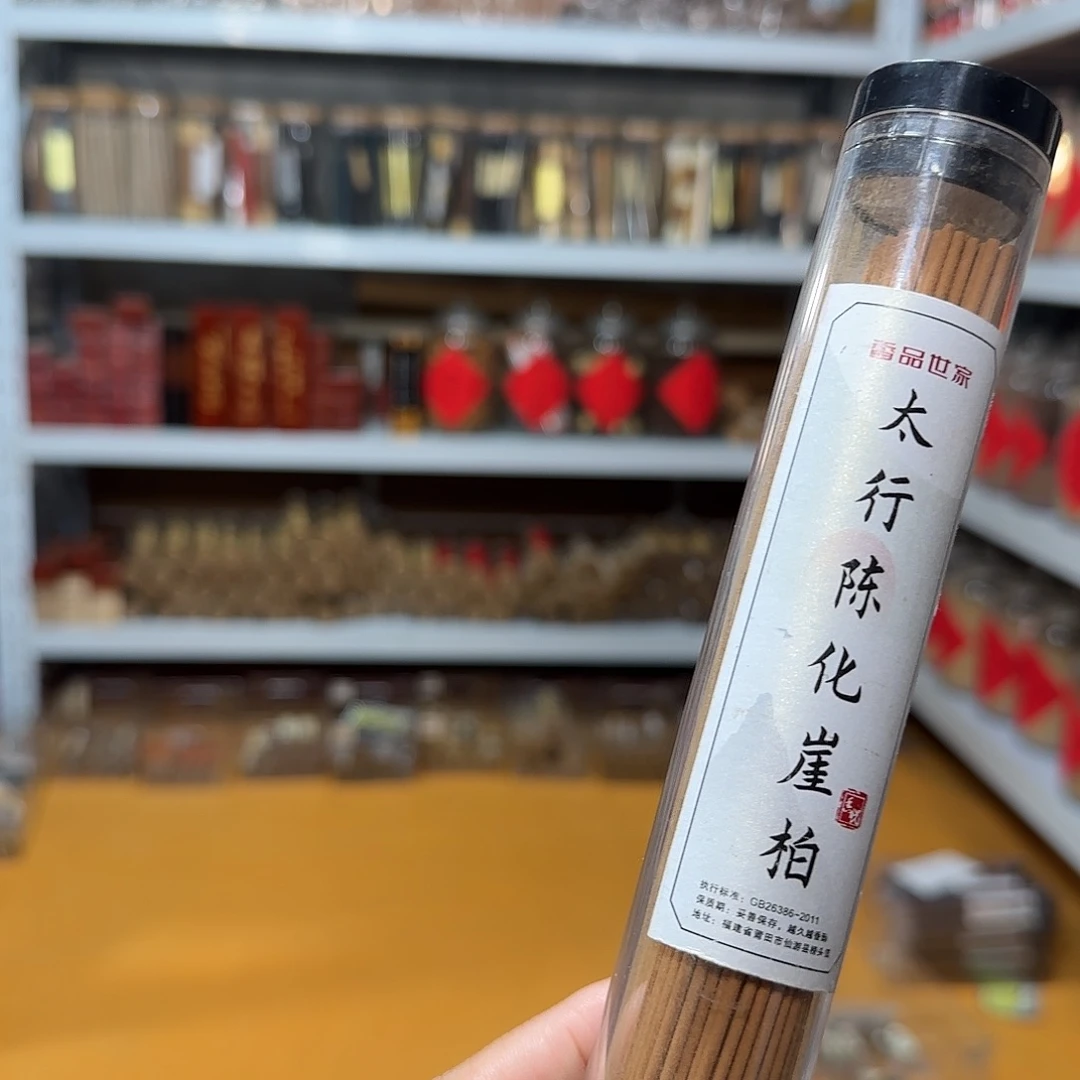 香品世家
太行陈化崖柏
执行标准：GB26386-2011
保质期：妥善保存，越久越香醇
地址：福建省莆田市仙游县榜头镇